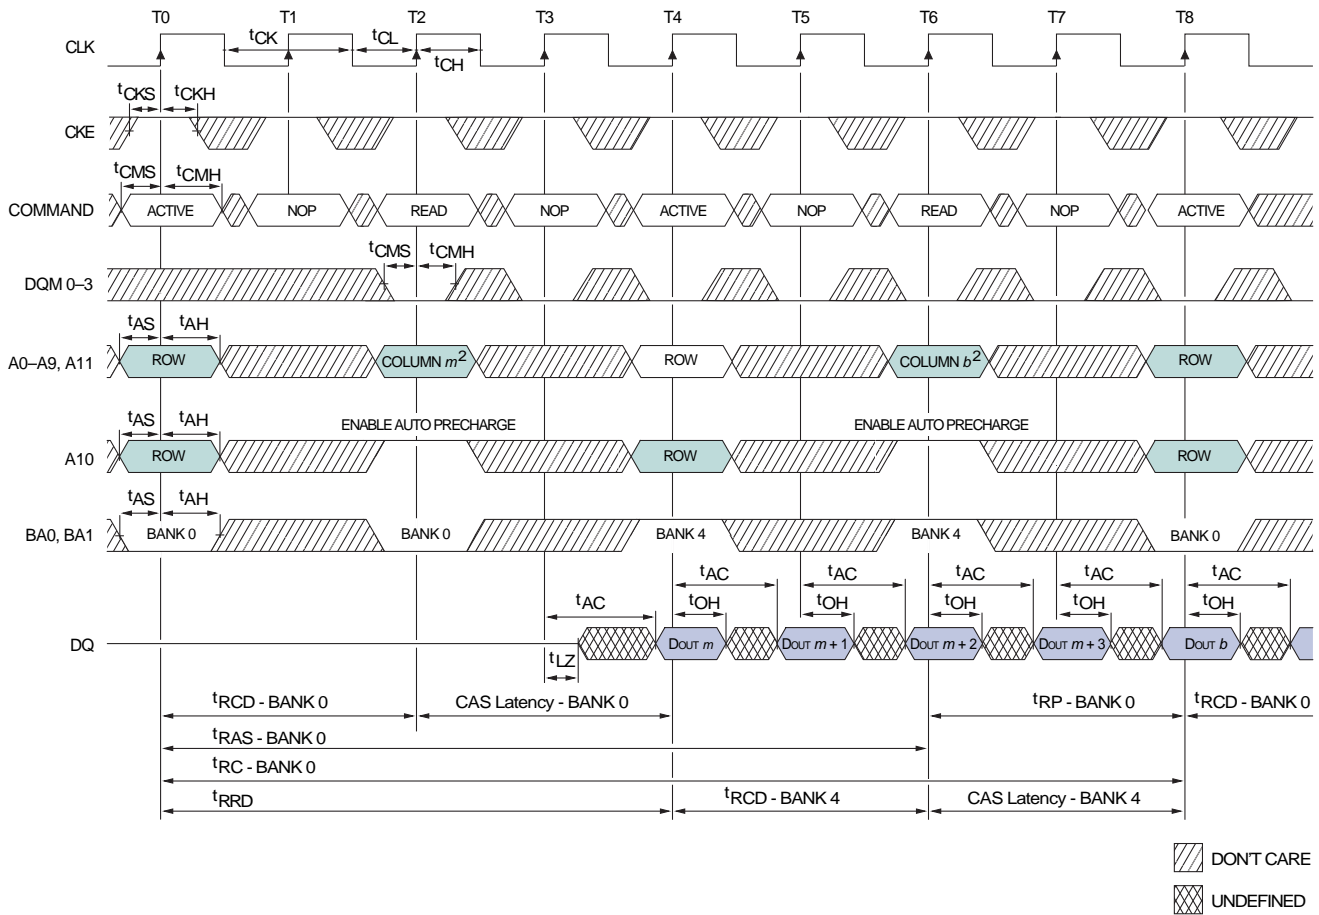 T0 T1 T2 T3 T4 T5 T6 T7 T8
CLK
tCK tCL
tCH
tCKS tCKH
CKE
tCMS tCMH
COMMAND
ACTIVE NOP READ NOP ACTIVE NOP READ NOP ACTIVE
tCMS tCMH
DQM 0–3
tAS tAH
A0–A9, A11
ROW COLUMN m2 ROW COLUMN b2 ROW
tAS tAH
ENABLE AUTO PRECHARGE ENABLE AUTO PRECHARGE
A10
ROW ROW ROW
tAS tAH
BA0, BA1
BANK 0 BANK 0 BANK 4 BANK 4 BANK 0
tAC tAC tAC tAC tAC tAC
tOH tOH tOH tOH tOH
DQ
DOUT m DOUT m + 1 DOUT m + 2 DOUT m + 3 DOUT b
tLZ
tRCD - BANK 0 CAS Latency - BANK 0 tRP - BANK 0 tRCD - BANK 0
tRAS - BANK 0
tRC - BANK 0
tRRD tRCD - BANK 4 CAS Latency - BANK 4
DON'T CARE
UNDEFINED